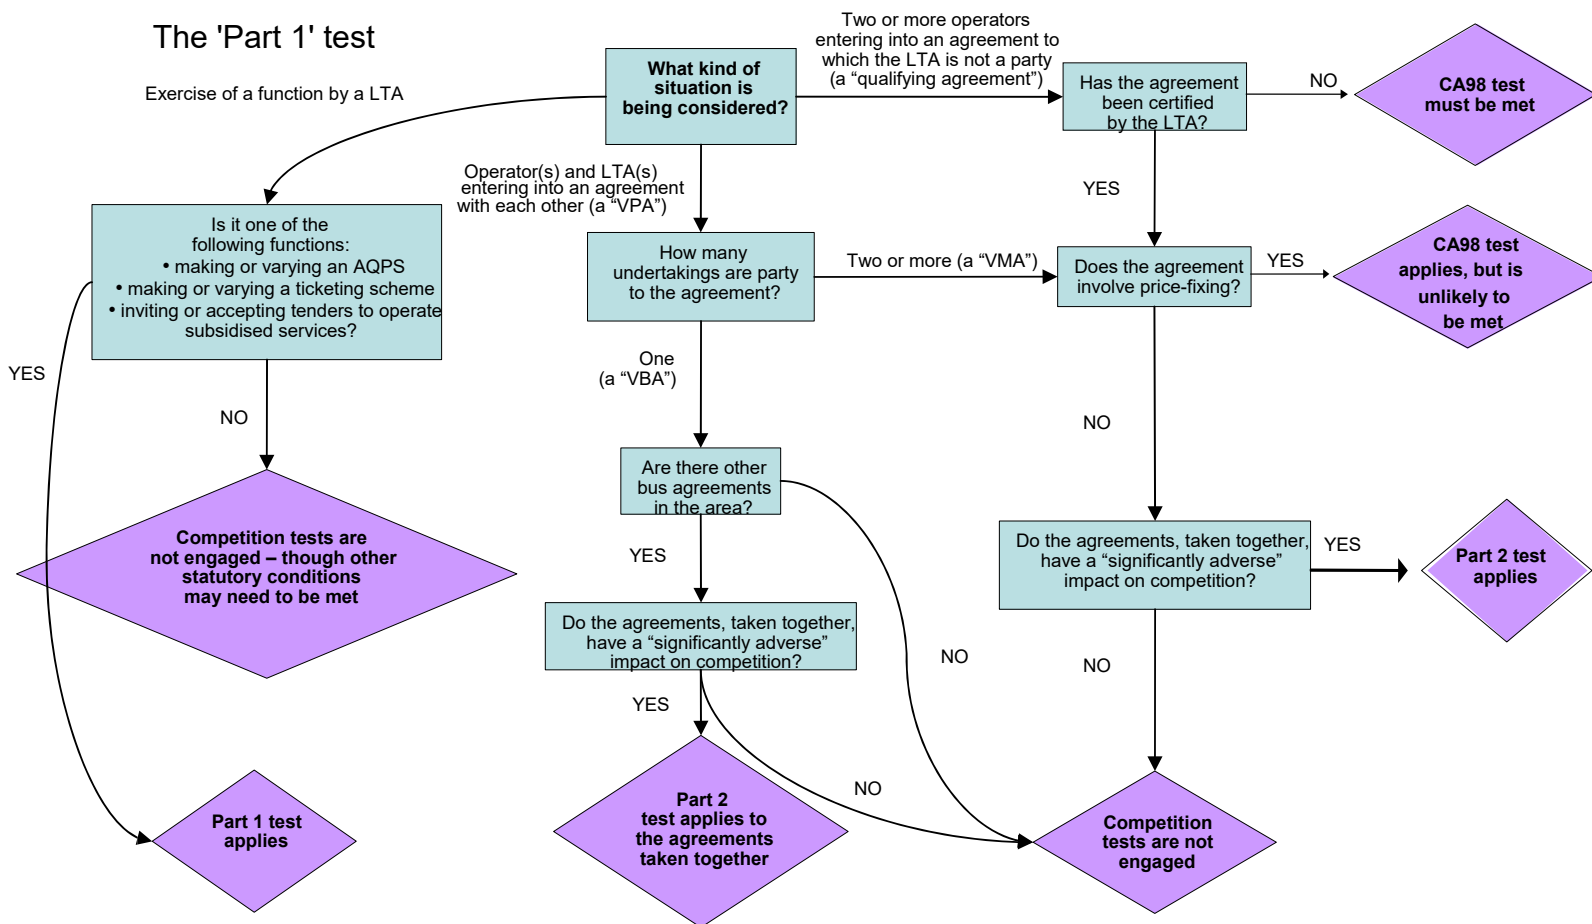 The 'Part 1' test
Exercise of a function by a LTA
What kind of
situation is
being considered?
Two or more operators
entering into an agreement to
which the LTA is not a party
(a “qualifying agreement”)
Has the agreement
been certified
by the LTA?
NO
CA98 test
must be met
YES
Operator(s) and LTA(s)
entering into an agreement
with each other (a “VPA”)
Is it one of the
following functions:
• making or varying an AQPS
• making or varying a ticketing scheme
• inviting or accepting tenders to operate
subsidised services?
How many
undertakings are party
to the agreement?
Two or more (a “VMA”)
Does the agreement
involve price-fixing?
YES
CA98 test
applies, but is
unlikely to
be met
YES
NO
One
(a “VBA”)
NO
Competition tests are
not engaged – though other
statutory conditions
may need to be met
Are there other
bus agreements
in the area?
YES
NO
Do the agreements, taken together,
have a “significantly adverse”
impact on competition?
YES
Part 2 test
applies
Do the agreements, taken together,
have a “significantly adverse”
impact on competition?
NO
YES
NO
Part 1 test
applies
Part 2
test applies to
the agreements
taken together
Competition
tests are not
engaged